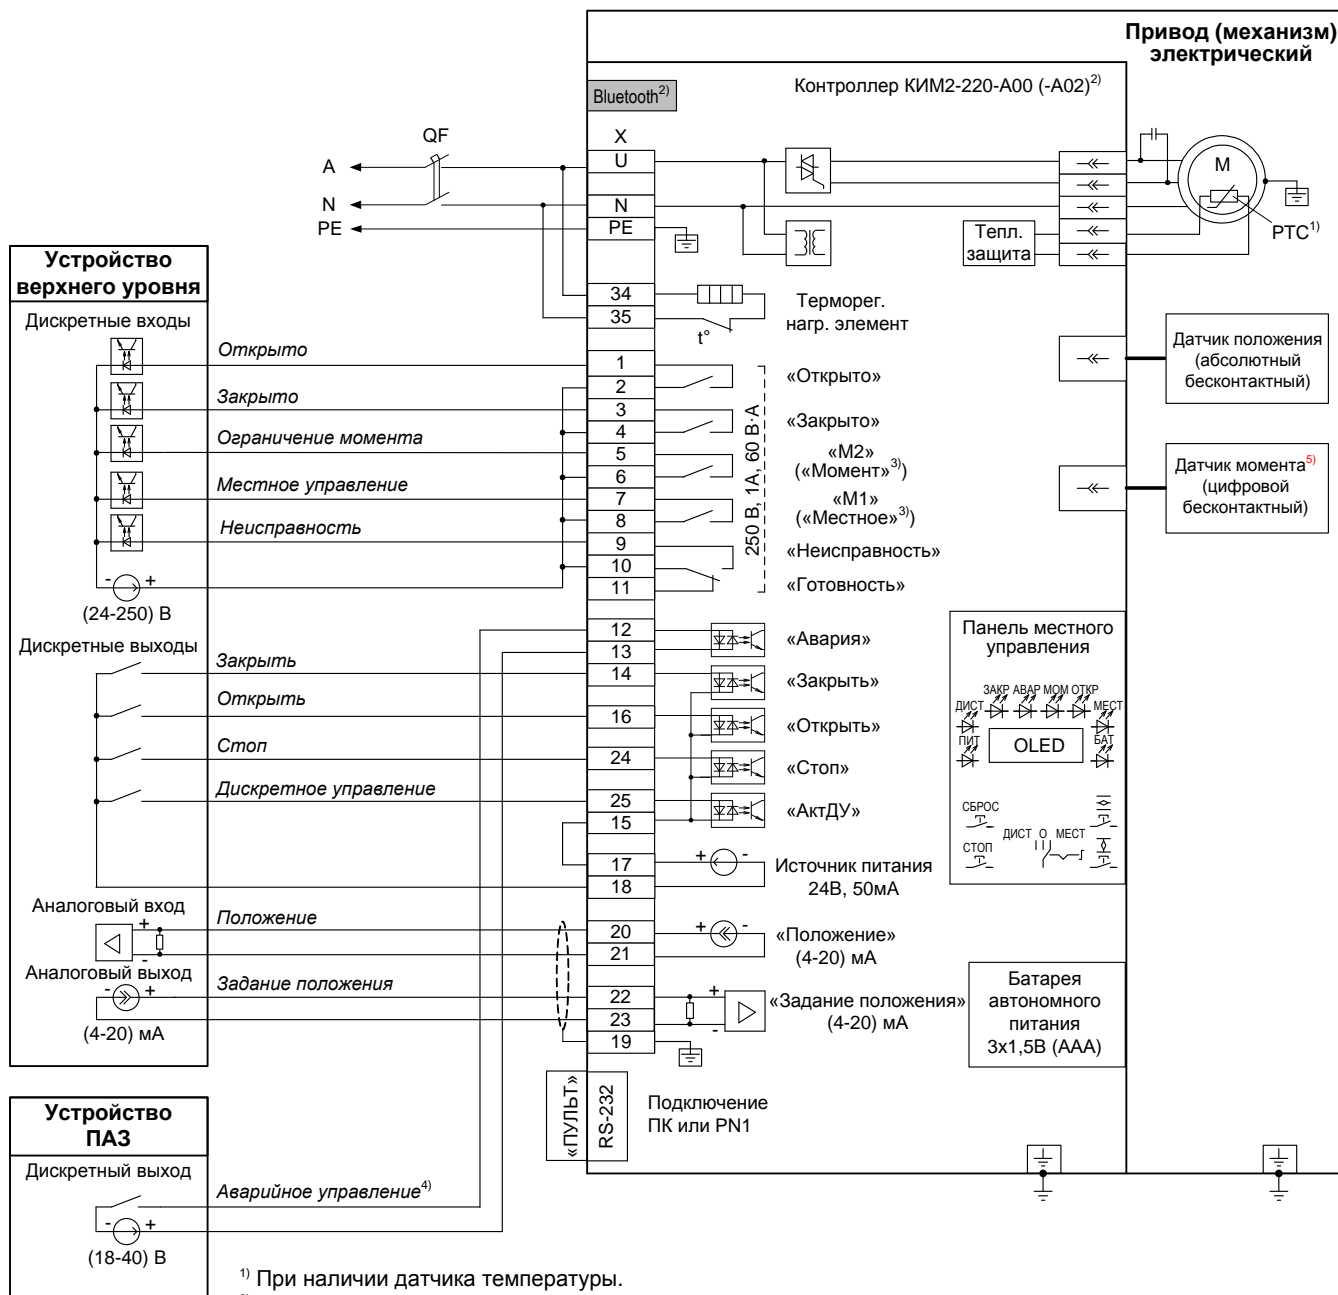 Привод (механизм)
электрический
Контроллер КИМ2-220-А00 (-А02)2)
Bluetooth2)
QF
X
A
U
N
N
PE
PE
M
PTC1)
Тепл.
защита
34
35
t°
Терморег.
нагр. элемент
Устройство
верхнего уровня
Дискретные входы
Открыто
Закрыто
Ограничение момента
Местное управление
Неисправность
- +
(24-250) В
1
2
3
4
5
6
7
8
9
10
11
250 В, 1А, 60 В·А
«Открыто»
«Закрыто»
«М2»
(«Момент»3))
«М1»
(«Местное»3))
«Неисправность»
«Готовность»
Датчик положения
(абсолютный
бесконтактный)
Датчик момента5)
(цифровой
бесконтактный)
Дискретные выходы
Закрыть
Открыть
Стоп
Дискретное управление
12
13
14
16
24
25
15
17
18
«Авария»
«Закрыть»
«Открыть»
«Стоп»
«АктДУ»
+ -
Источник питания
24В, 50мА
Панель местного
управления
ЗАКР АВАР МОМ ОТКР
ДИСТ
МЕСТ
ПИТ
OLED
БАТ
СБРОС
ДИСТ О МЕСТ
СТОП
Аналоговый вход
+
-
Положение
20
21
+ -
«Положение»
(4-20) мА
Аналоговый выход
- +
(4-20) мА
Задание положения
22
23
19
+
-
«Задание положения»
(4-20) мА
Батарея
автономного
питания
3х1,5В (ААА)
«ПУЛЬТ»
RS-232
Подключение
ПК или PN1
Устройство
ПАЗ
Дискретный выход
Аварийное управление4)
- +
(18-40) В
1) При наличии датчика температуры.